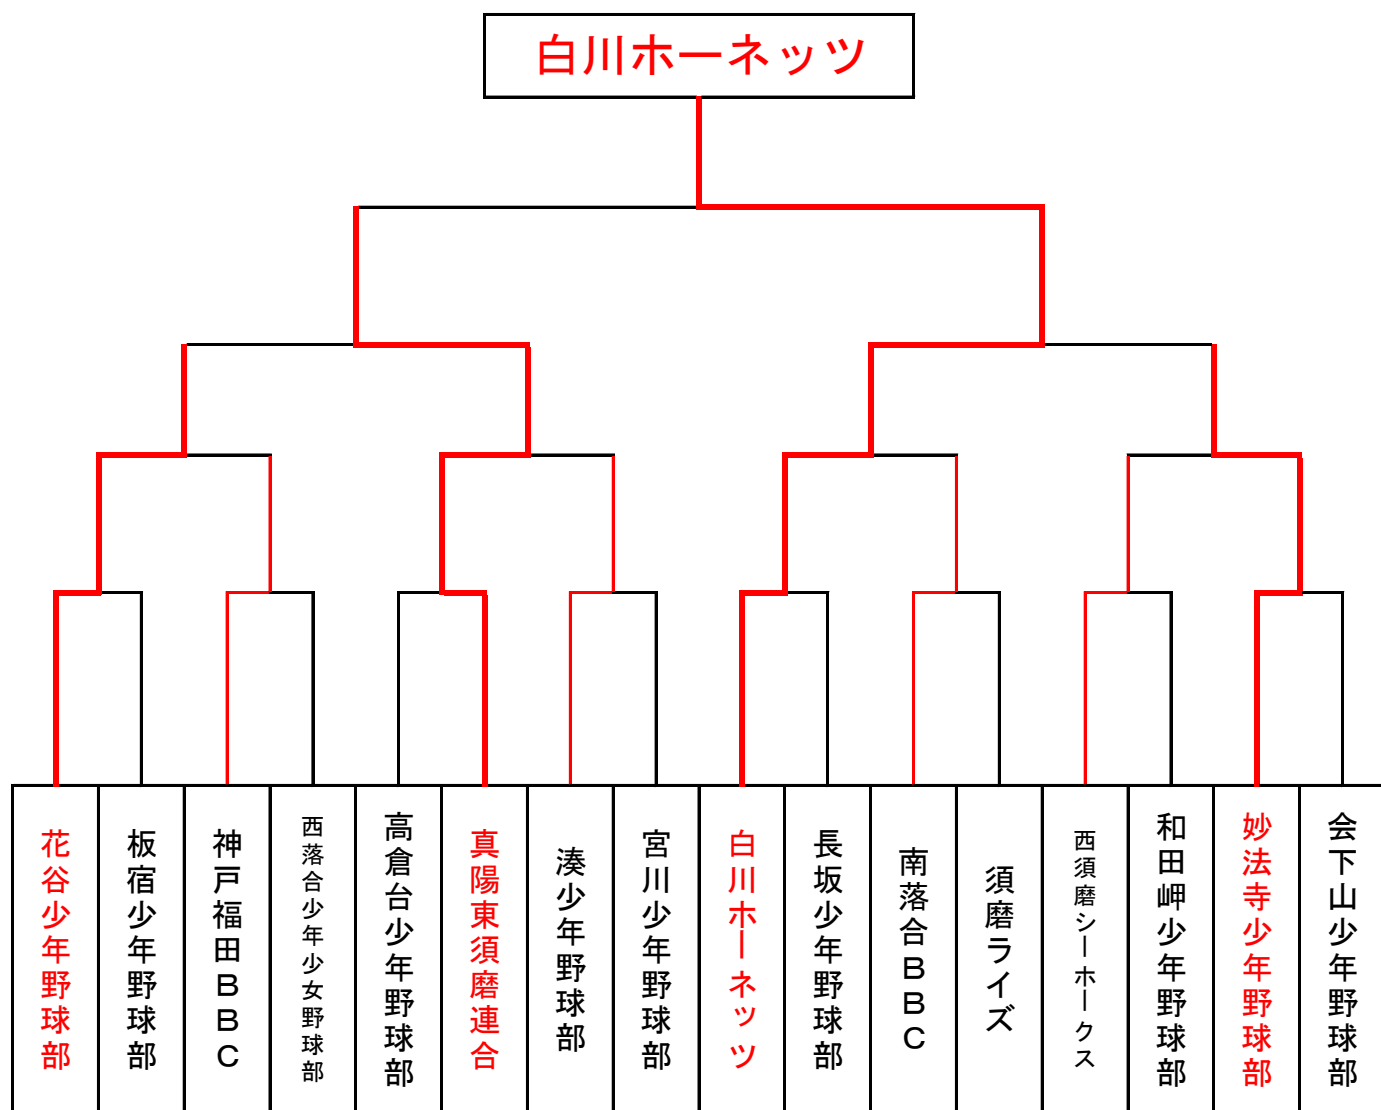 白川ホーネッツ
花谷少年野球部
板宿少年野球部
神戸福田ＢＢＣ
西落合少年少女野球部
高倉台少年野球部
真陽東須磨連合
湊少年野球部
宮川少年野球部
白川ホーネッツ
長坂少年野球部
南落合ＢＢＣ
須磨ライズ
西須磨シーホークス
和田岬少年野球部
妙法寺少年野球部
会下山少年野球部